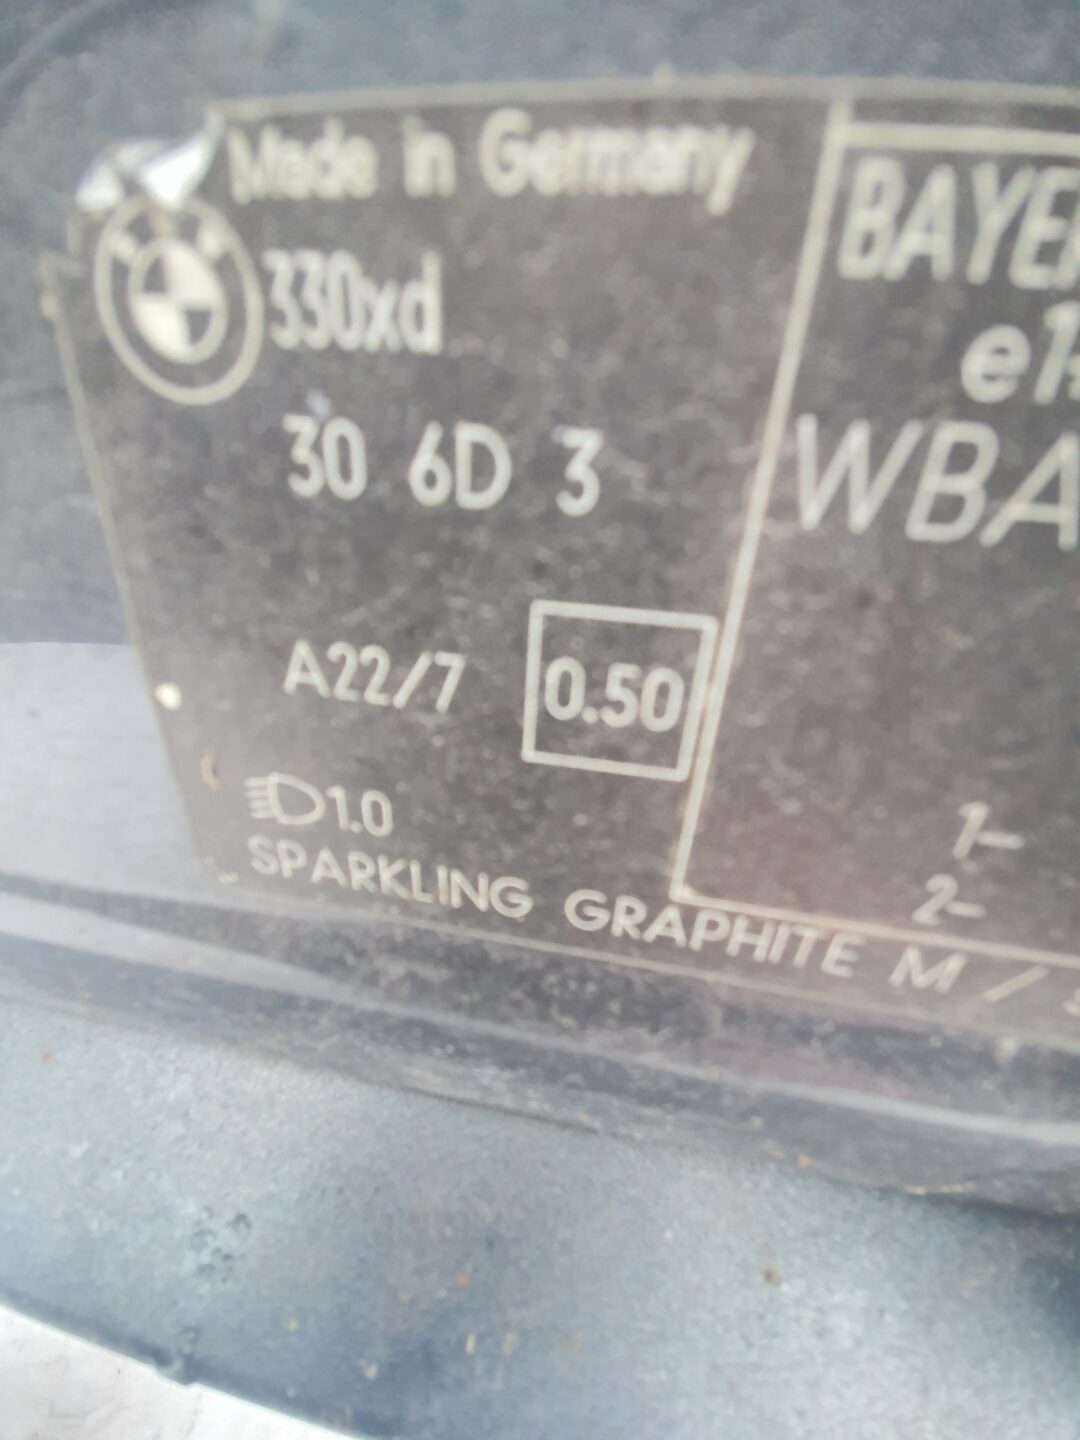 Made in Germany
330xd
30 6D 3
A22/7 0.50
1.0
SPARKLING GRAPHITE M /
BAYE
e1
WBA
1-
2-